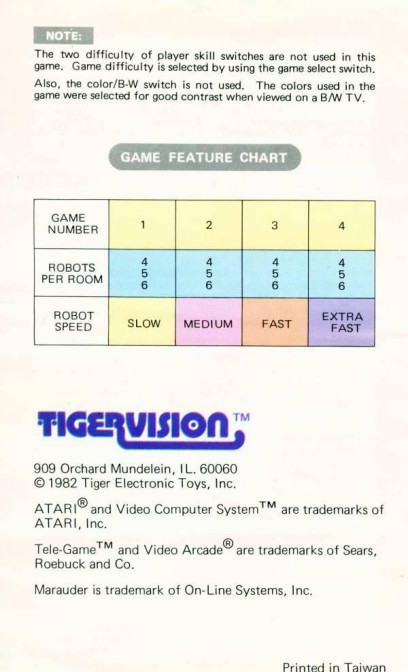 NOTE:
The two difficulty of player skill switches are not used in this
game. Game difficulty is selected by using the game select switch.
Also, the color/B-W switch is not used. The colors used in the
game were selected for good contrast when viewed on a B/W TV.
GAME FEATURE CHART
GAME NUMBER 1 2 3 4
ROBOTS PER ROOM 4 5 6 4 5 6 4 5 6 4 5 6
ROBOT SPEED SLOW MEDIUM FAST EXTRA FAST
TIGERVISION™
909 Orchard Mundelein, IL. 60060
© 1982 Tiger Electronic Toys, Inc.
ATARI® and Video Computer System™ are trademarks of
ATARI, Inc.
Tele-Game™ and Video Arcade® are trademarks of Sears,
Roebuck and Co.
Marauder is trademark of On-Line Systems, Inc.
Printed in Taiwan